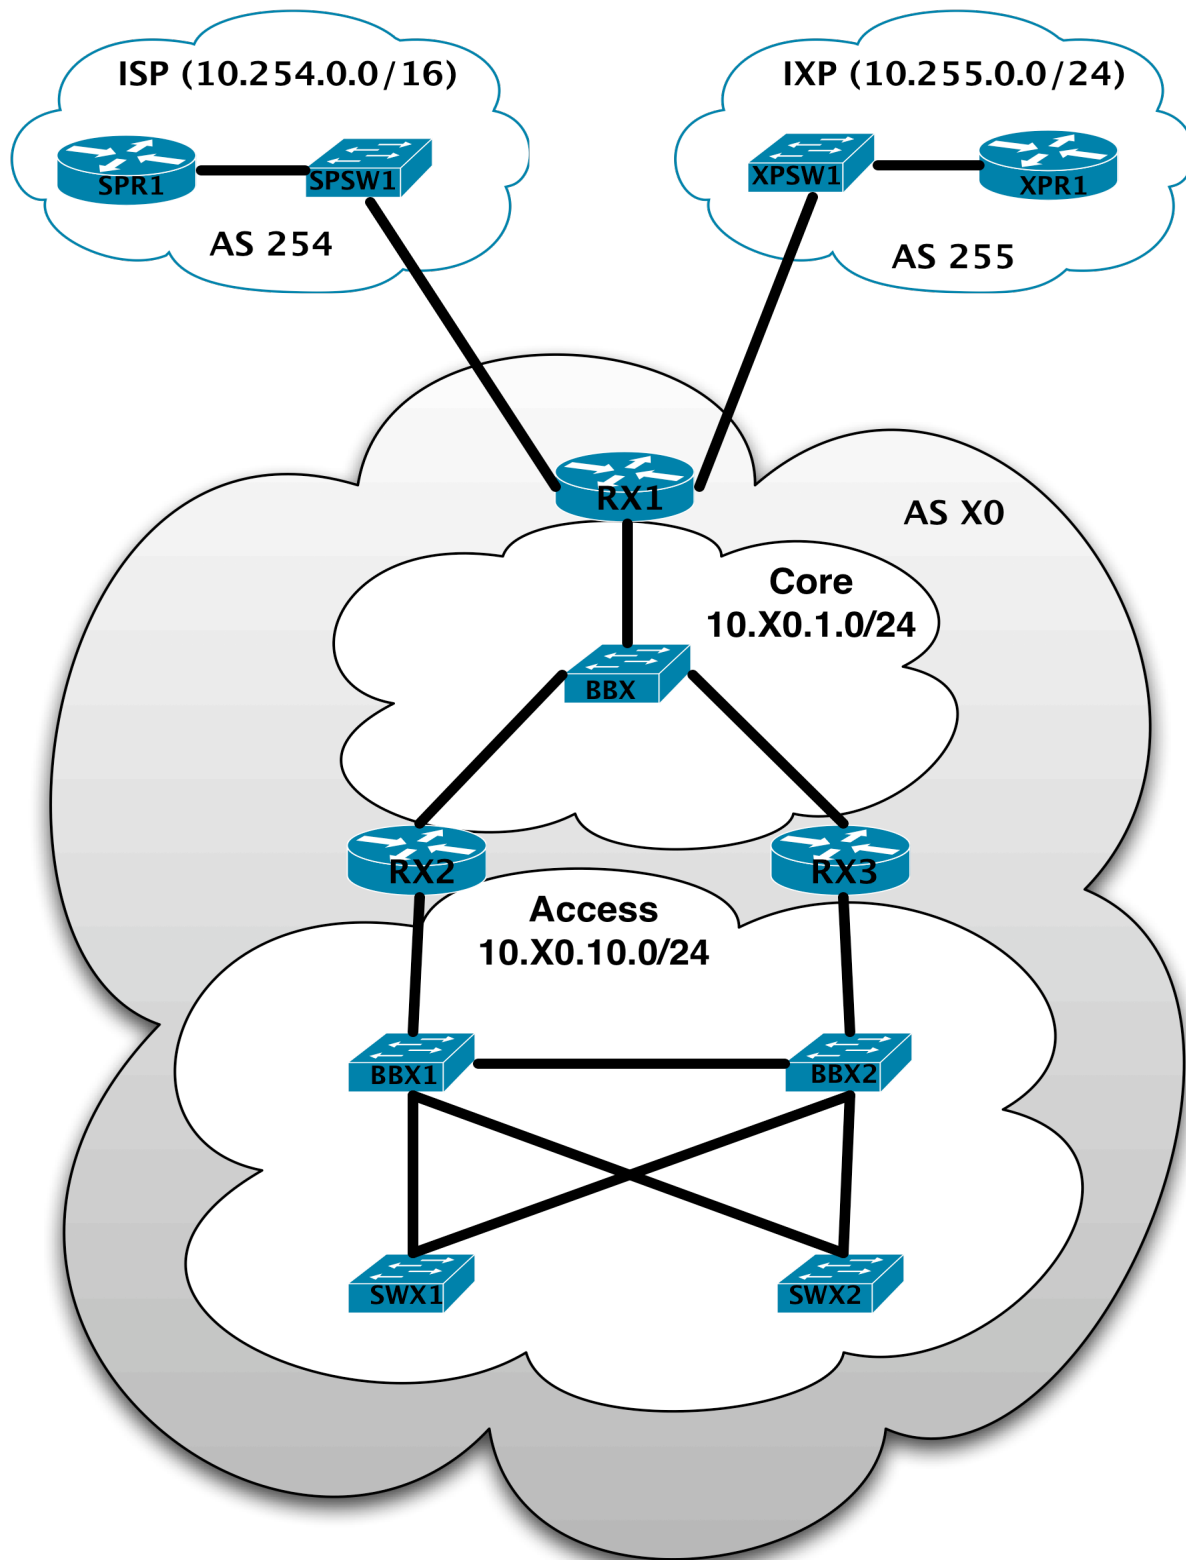 ISP (10.254.0.0/16)
IXP (10.255.0.0/24)
SPR1
SPSW1
XPSW1
XPR1
AS 254
AS 255
RX1
AS X0
Core
10.X0.1.0/24
BBX
RX2
RX3
Access
10.X0.10.0/24
BBX1
BBX2
SWX1
SWX2